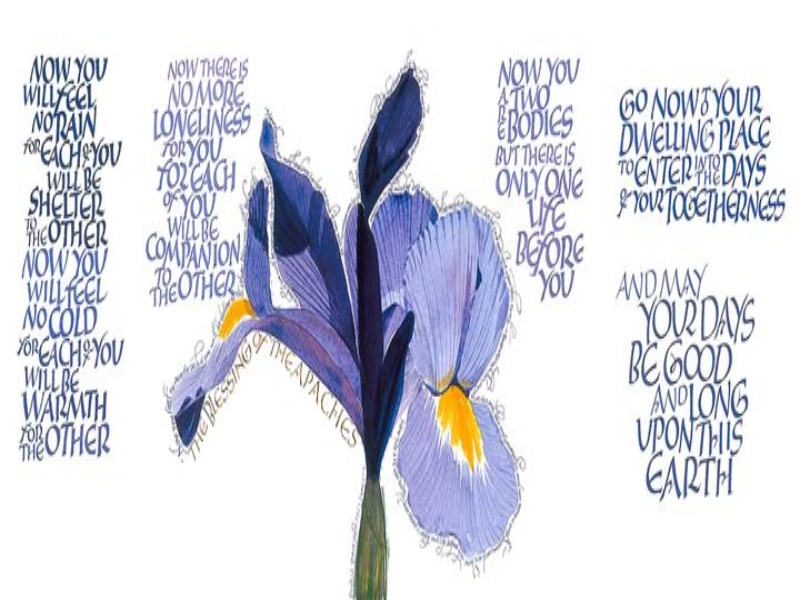 NOW YOU
WILL FEEL
NO RAIN
FOR EACH OF YOU
WILL BE
SHELTER
TO THE OTHER
NOW YOU
WILL FEEL
NO COLD
FOR EACH OF YOU
WILL BE
WARMTH
FOR THE OTHER
NOW THERE IS
NO MORE
LONELINESS
FOR YOU
FOR EACH
OF YOU
WILL BE
COMPANION
TO THE OTHER
THE BLESSING OF THE APACHES
NOW YOU
ARE TWO
BODIES
BUT THERE IS
ONLY ONE
LIFE
BEFORE
YOU
GO NOW TO YOUR
DWELLING PLACE
TO ENTER INTO THE DAYS
OF YOUR TOGETHERNESS
AND MAY
YOUR DAYS
BE GOOD
AND LONG
UPON THIS
EARTH